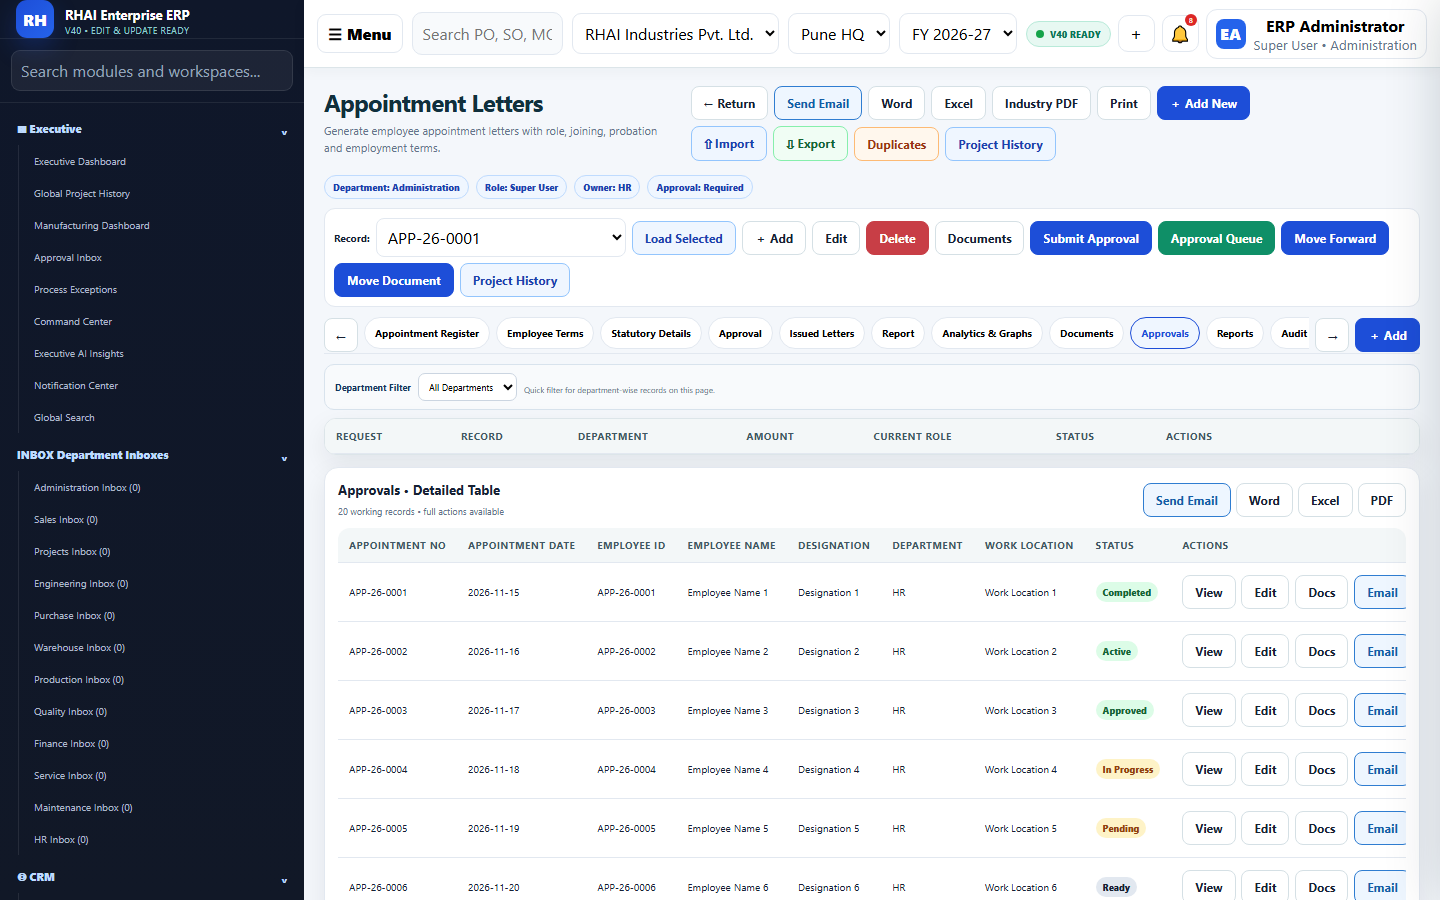 RH
RHAI Enterprise ERP
V40 • EDIT & UPDATE READY
Search modules and workspaces...
Executive
Executive Dashboard
Global Project History
Manufacturing Dashboard
Approval Inbox
Process Exceptions
Command Center
Executive AI Insights
Notification Center
Global Search
INBOX Department Inboxes
Administration Inbox (0)
Sales Inbox (0)
Projects Inbox (0)
Engineering Inbox (0)
Purchase Inbox (0)
Warehouse Inbox (0)
Production Inbox (0)
Quality Inbox (0)
Finance Inbox (0)
Service Inbox (0)
Maintenance Inbox (0)
HR Inbox (0)
CRM
☰ Menu
Search PO, SO, MO
RHAI Industries Pvt. Ltd.
Pune HQ
FY 2026-27
V40 READY
+
8
EA
ERP Administrator
Super User • Administration
Appointment Letters
Generate employee appointment letters with role, joining, probation
and employment terms.
← Return
Send Email
Word
Excel
Industry PDF
Print
+ Add New
⇧ Import
⇩ Export
Duplicates
Project History
Department: Administration
Role: Super User
Owner: HR
Approval: Required
Record:
APP-26-0001
Load Selected
+ Add
Edit
Delete
Documents
Submit Approval
Approval Queue
Move Forward
Move Document
Project History
←
Appointment Register
Employee Terms
Statutory Details
Approval
Issued Letters
Report
Analytics & Graphs
Documents
Approvals
Reports
Audit
→
+ Add
Department Filter
All Departments
Quick filter for department-wise records on this page.
REQUEST RECORD DEPARTMENT AMOUNT CURRENT ROLE STATUS ACTIONS
Approvals • Detailed Table
20 working records • full actions available
Send Email
Word
Excel
PDF
APPOINTMENT NO APPOINTMENT DATE EMPLOYEE ID EMPLOYEE NAME DESIGNATION DEPARTMENT WORK LOCATION STATUS ACTIONS
APP-26-0001 2026-11-15 APP-26-0001 Employee Name 1 Designation 1 HR Work Location 1 Completed View Edit Docs Email
APP-26-0002 2026-11-16 APP-26-0002 Employee Name 2 Designation 2 HR Work Location 2 Active View Edit Docs Email
APP-26-0003 2026-11-17 APP-26-0003 Employee Name 3 Designation 3 HR Work Location 3 Approved View Edit Docs Email
APP-26-0004 2026-11-18 APP-26-0004 Employee Name 4 Designation 4 HR Work Location 4 In Progress View Edit Docs Email
APP-26-0005 2026-11-19 APP-26-0005 Employee Name 5 Designation 5 HR Work Location 5 Pending View Edit Docs Email
APP-26-0006 2026-11-20 APP-26-0006 Employee Name 6 Designation 6 HR Work Location 6 Ready View Edit Docs Email